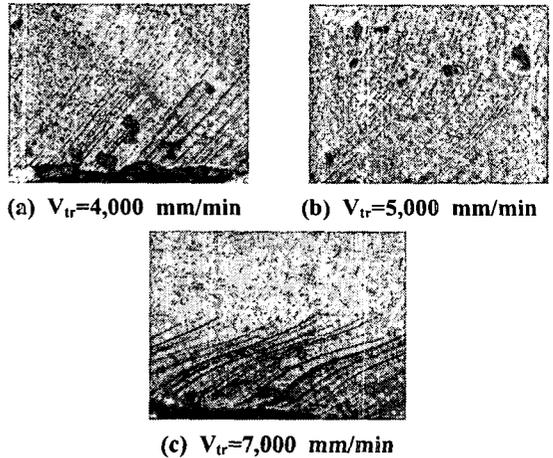 (a) Vtr=4,000 mm/min
(b) Vtr=5,000 mm/min
(c) Vtr=7,000 mm/min